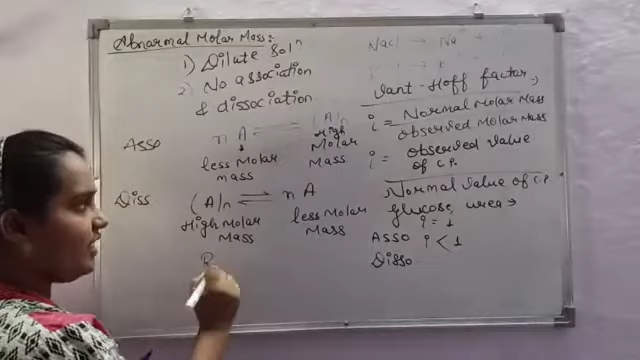 Abnormal Molar Mass:
1) Dilute Solⁿ
2) No association
& dissociation
Asso n A ⇌ (A)n
less Molar mass
High Molar Mass.
Diss (A)n ⇌ n A
High Molar Mass
less Molar Mass
NaCl → Na⁺ +
Vant-Hoff factor,
i = Normal Molar Mass
observed Molar Mass
i = observed value
of C.P.
Normal value of C.P.
Glucose, urea →
i = 1
Asso i < 1
Disso